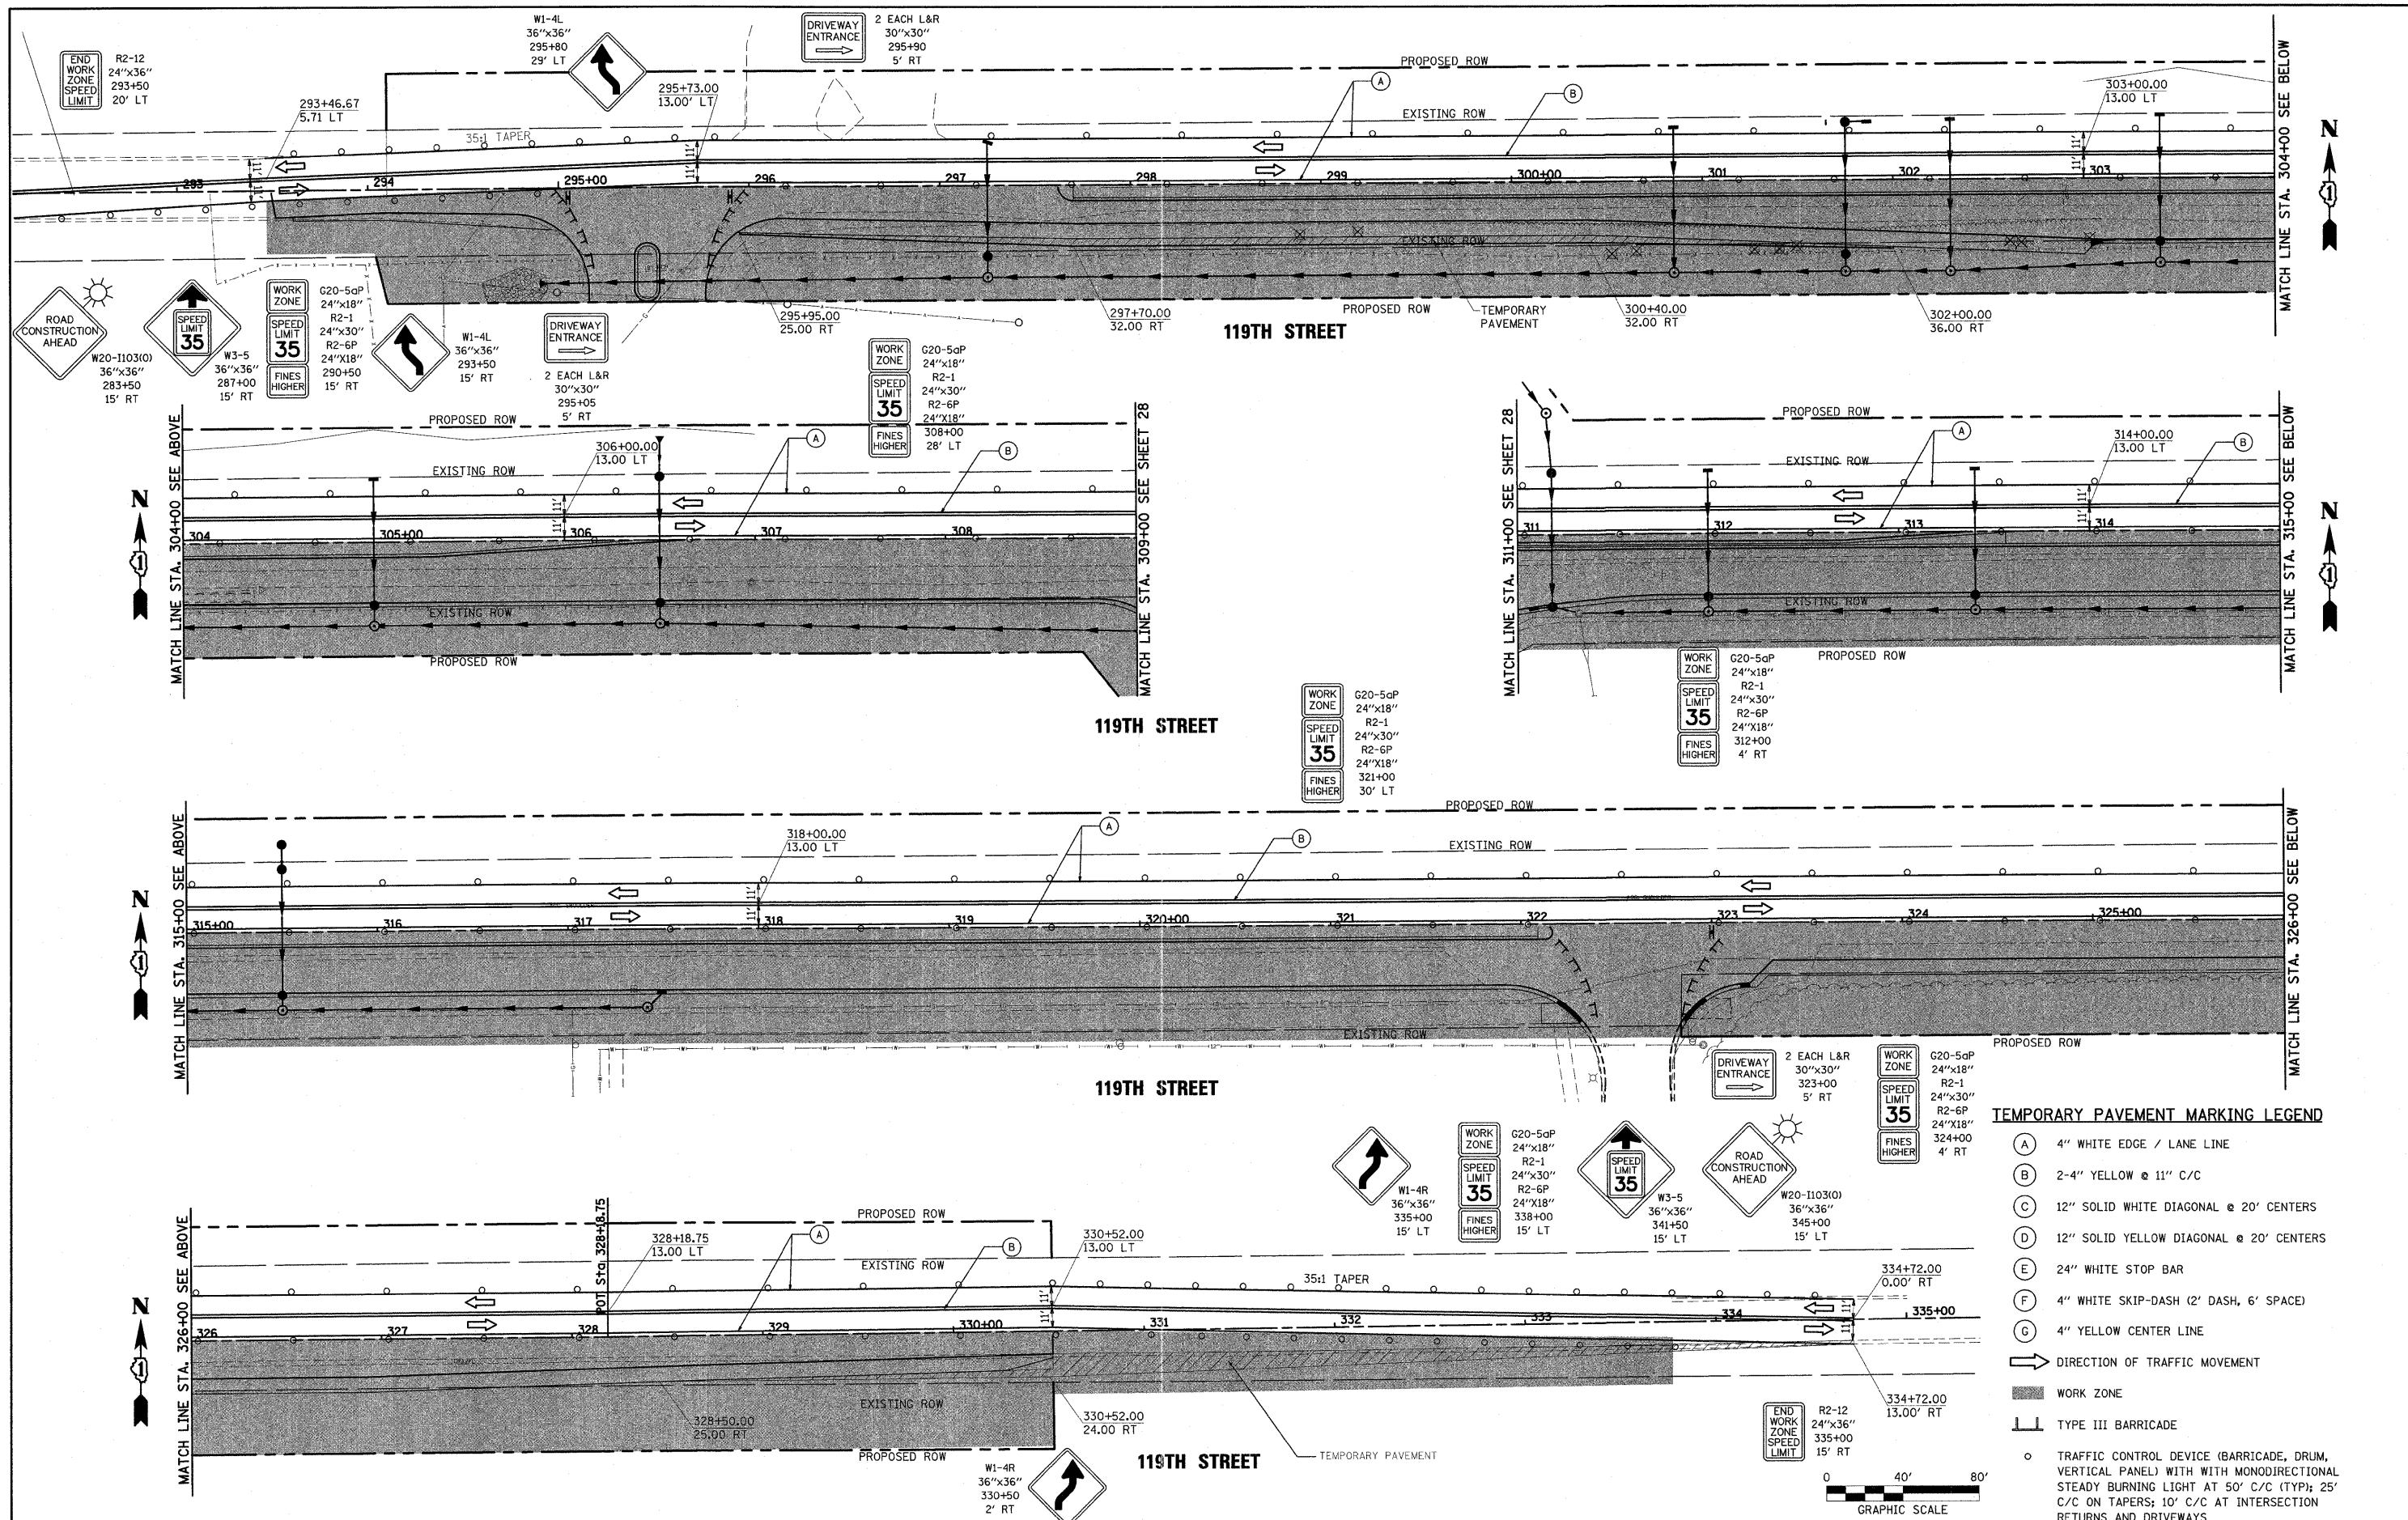 END
WORK
ZONE
SPEED
LIMIT
R2-12
24"x36"
293+50
20' LT
W1-4L
36"x36"
295+80
29' LT
DRIVEWAY
ENTRANCE
2 EACH L&R
30"x30"
295+90
5' RT
293+46.67
5.71 LT
295+73.00
13.00' LT
35:1 TAPER
PROPOSED ROW
EXISTING ROW
A
B
303+00.00
13.00 LT
11' 11'
11' 11'
11' 11'
293
294
295+00
296
297
298
299
300+00
301
302
303
EXISTING ROW
MATCH LINE STA. 304+00 SEE BELOW
N
1
295+95.00
25.00 RT
297+70.00
32.00 RT
PROPOSED ROW
TEMPORARY
PAVEMENT
300+40.00
32.00 RT
302+00.00
36.00 RT
119TH STREET
ROAD
CONSTRUCTION
AHEAD
W20-I103(O)
36"x36"
283+50
15' RT
SPEED
LIMIT
35
W3-5
36"x36"
287+00
15' RT
WORK
ZONE
SPEED
LIMIT
35
FINES
HIGHER
G20-5aP
24"x18"
R2-1
24"x30"
R2-6P
24"X18"
290+50
15' RT
W1-4L
36"x36"
293+50
15' RT
DRIVEWAY
ENTRANCE
2 EACH L&R
30"x30"
295+05
5' RT
WORK
ZONE
SPEED
LIMIT
35
FINES
HIGHER
G20-5aP
24"x18"
R2-1
24"x30"
R2-6P
24"X18"
308+00
28' LT
MATCH LINE STA. 304+00 SEE ABOVE
N
1
PROPOSED ROW
EXISTING ROW
306+00.00
13.00 LT
A
B
11' 11'
304
305+00
306
307
308
EXISTING ROW
PROPOSED ROW
MATCH LINE STA. 309+00 SEE SHEET 28
MATCH LINE STA. 311+00 SEE SHEET 28
PROPOSED ROW
EXISTING ROW
A
314+00.00
13.00 LT
B
11' 11'
311
312
313
314
EXISTING ROW
PROPOSED ROW
MATCH LINE STA. 315+00 SEE BELOW
N
1
119TH STREET
WORK
ZONE
SPEED
LIMIT
35
FINES
HIGHER
G20-5aP
24"x18"
R2-1
24"x30"
R2-6P
24"X18"
321+00
30' LT
WORK
ZONE
SPEED
LIMIT
35
FINES
HIGHER
G20-5aP
24"x18"
R2-1
24"x30"
R2-6P
24"X18"
312+00
4' RT
MATCH LINE STA. 315+00 SEE ABOVE
N
1
PROPOSED ROW
EXISTING ROW
318+00.00
13.00 LT
A
B
11' 11'
315+00
316
317
318
319
320+00
321
322
323
324
325+00
EXISTING ROW
PROPOSED ROW
MATCH LINE STA. 326+00 SEE BELOW
N
1
119TH STREET
DRIVEWAY
ENTRANCE
2 EACH L&R
30"x30"
323+00
5' RT
WORK
ZONE
SPEED
LIMIT
35
FINES
HIGHER
G20-5aP
24"x18"
R2-1
24"x30"
R2-6P
24"X18"
324+00
4' RT
W1-4R
36"x36"
335+00
15' LT
WORK
ZONE
SPEED
LIMIT
35
FINES
HIGHER
G20-5aP
24"x18"
R2-1
24"x30"
R2-6P
24"X18"
338+00
15' LT
SPEED
LIMIT
35
W3-5
36"x36"
341+50
15' LT
ROAD
CONSTRUCTION
AHEAD
W20-I103(O)
36"x36"
345+00
15' LT
MATCH LINE STA. 326+00 SEE ABOVE
N
1
POT Sta. 328+18.75
328+18.75
13.00 LT
PROPOSED ROW
EXISTING ROW
A
B
330+52.00
13.00 LT
35:1 TAPER
334+72.00
0.00' RT
11' 11'
11' 11'
326
327
328
329
330+00
331
332
333
334
335+00
328+50.00
25.00 RT
EXISTING ROW
PROPOSED ROW
330+52.00
24.00 RT
334+72.00
13.00' RT
TEMPORARY PAVEMENT
119TH STREET
W1-4R
36"x36"
330+50
2' RT
END
WORK
ZONE
SPEED
LIMIT
R2-12
24"x36"
335+00
15' RT
0 40' 80'
GRAPHIC SCALE
TEMPORARY PAVEMENT MARKING LEGEND
A 4" WHITE EDGE / LANE LINE
B 2-4" YELLOW @ 11" C/C
C 12" SOLID WHITE DIAGONAL @ 20' CENTERS
D 12" SOLID YELLOW DIAGONAL @ 20' CENTERS
E 24" WHITE STOP BAR
F 4" WHITE SKIP-DASH (2' DASH, 6' SPACE)
G 4" YELLOW CENTER LINE
DIRECTION OF TRAFFIC MOVEMENT
WORK ZONE
TYPE III BARRICADE
TRAFFIC CONTROL DEVICE (BARRICADE, DRUM,
VERTICAL PANEL) WITH WITH MONODIRECTIONAL
STEADY BURNING LIGHT AT 50' C/C (TYP); 25'
C/C ON TAPERS; 10' C/C AT INTERSECTION
RETURNS AND DRIVEWAYS